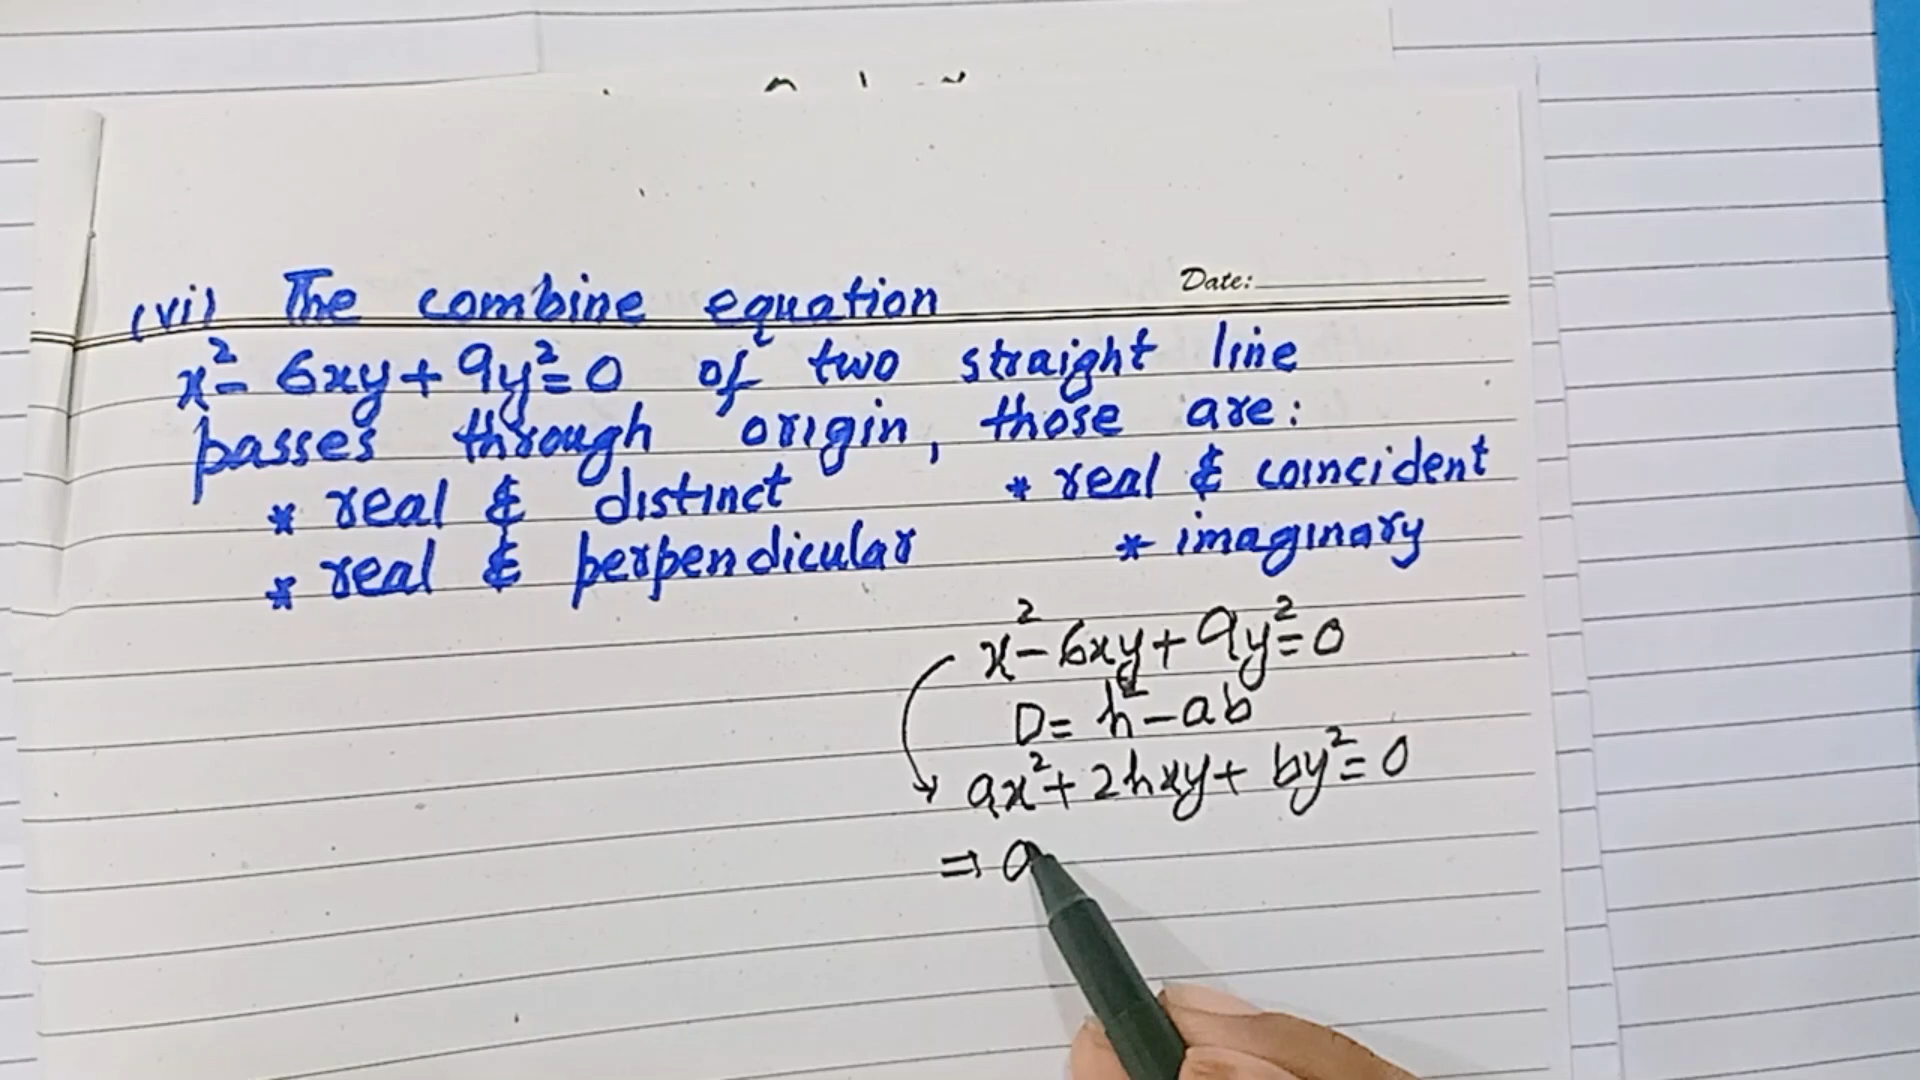 Date:
(vi) The combine equation
x² - 6xy + 9y² = 0 of two straight line
passes through origin, those are:
* real & distinct * real & coincident
* real & perpendicular * imaginary
x² - 6xy + 9y² = 0
D = h² - ab
ax² + 2hxy + by² = 0
⇒ a